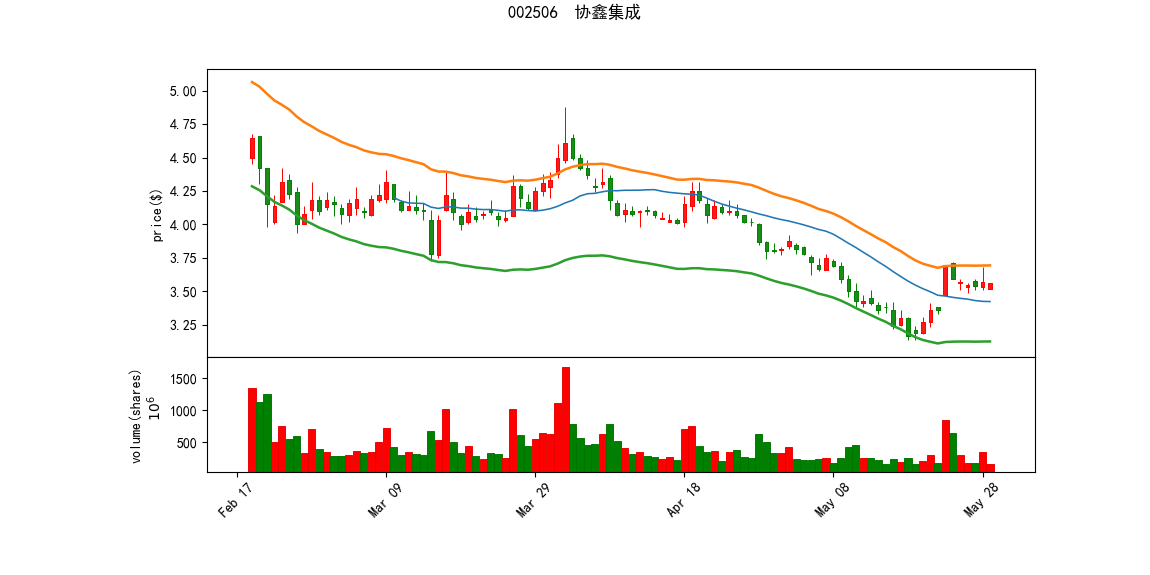 002506 协鑫集成
price($)
5.00
4.75
4.50
4.25
4.00
3.75
3.50
3.25
volume(shares)
10^6
1500
1000
500
Feb 17
Mar 09
Mar 29
Apr 18
May 08
May 28